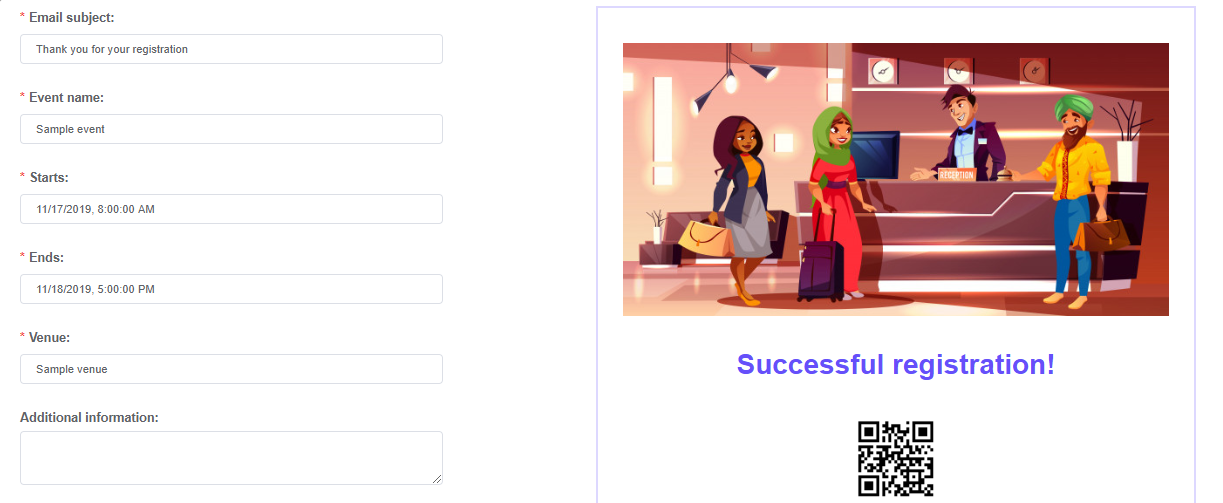 * Email subject:
Thank you for your registration
* Event name:
Sample event
* Starts:
11/17/2019, 8:00:00 AM
* Ends:
11/18/2019, 5:00:00 PM
* Venue:
Sample venue
Additional information:
RECEPTION
Successful registration!